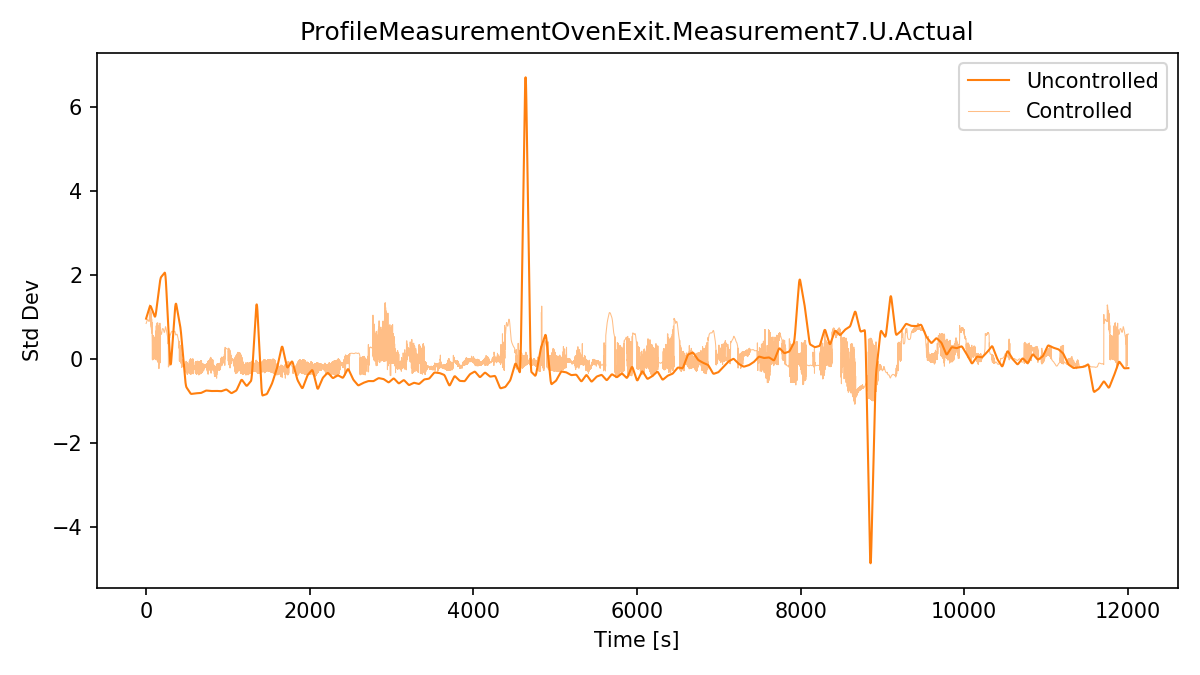 ProfileMeasurementOvenExit.Measurement7.U.Actual
Uncontrolled
Controlled
Std Dev
6
4
2
0
−2
−4
0 2000 4000 6000 8000 10000 12000
Time [s]